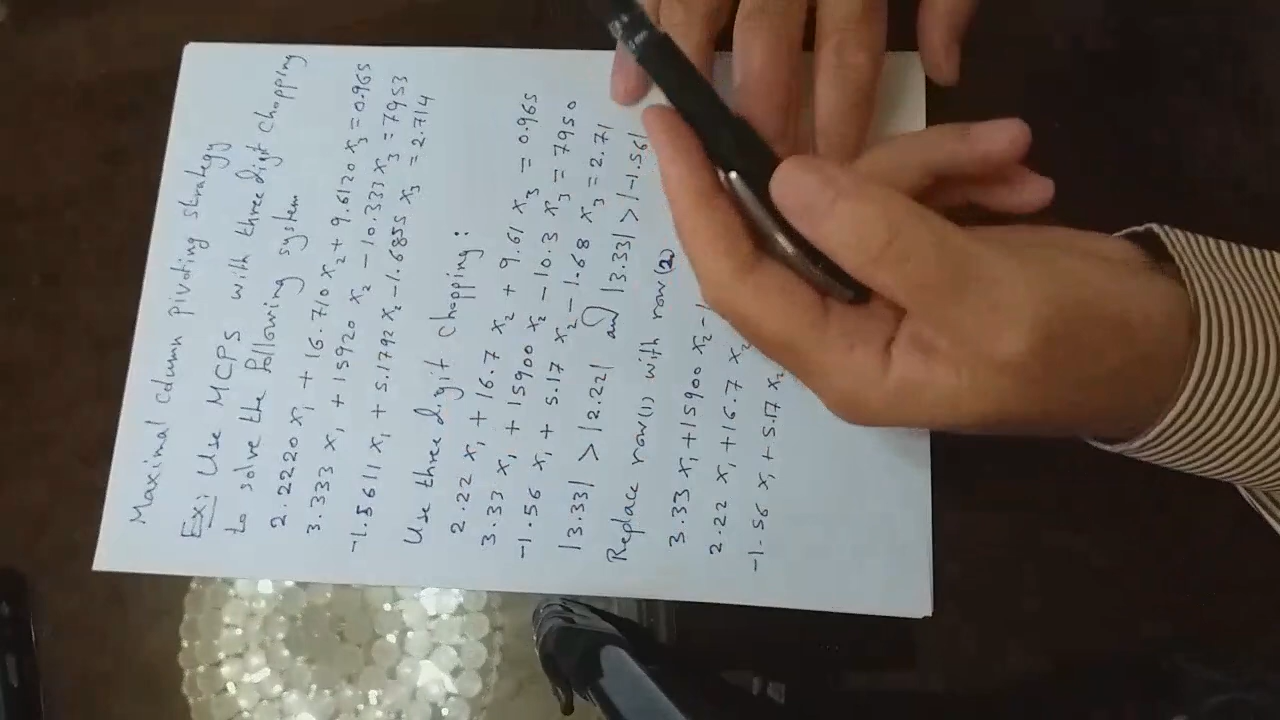 Maximal column pivoting strategy
Ex: Use MCPS with three digit chopping
to solve the following system
2.2220 x₁ + 16.710 x₂ + 9.6120 x₃ = 0.965
3.333 x₁ + 15920 x₂ - 10.333 x₃ = 7953
-1.5611 x₁ + 5.1792 x₂ - 1.6855 x₃ = 2.714
Use three digit chopping:
2.22 x₁ + 16.7 x₂ + 9.61 x₃ = 0.965
3.33 x₁ + 15900 x₂ - 10.3 x₃ = 7950
-1.56 x₁ + 5.17 x₂ - 1.68 x₃ = 2.71
|3.33| > |2.22| and |3.33| > |-1.56|
Replace row(1) with row(2)
3.33 x₁ + 15900 x₂ -
2.22 x₁ + 16.7 x₂
-1.56 x₁ + 5.17 x₂